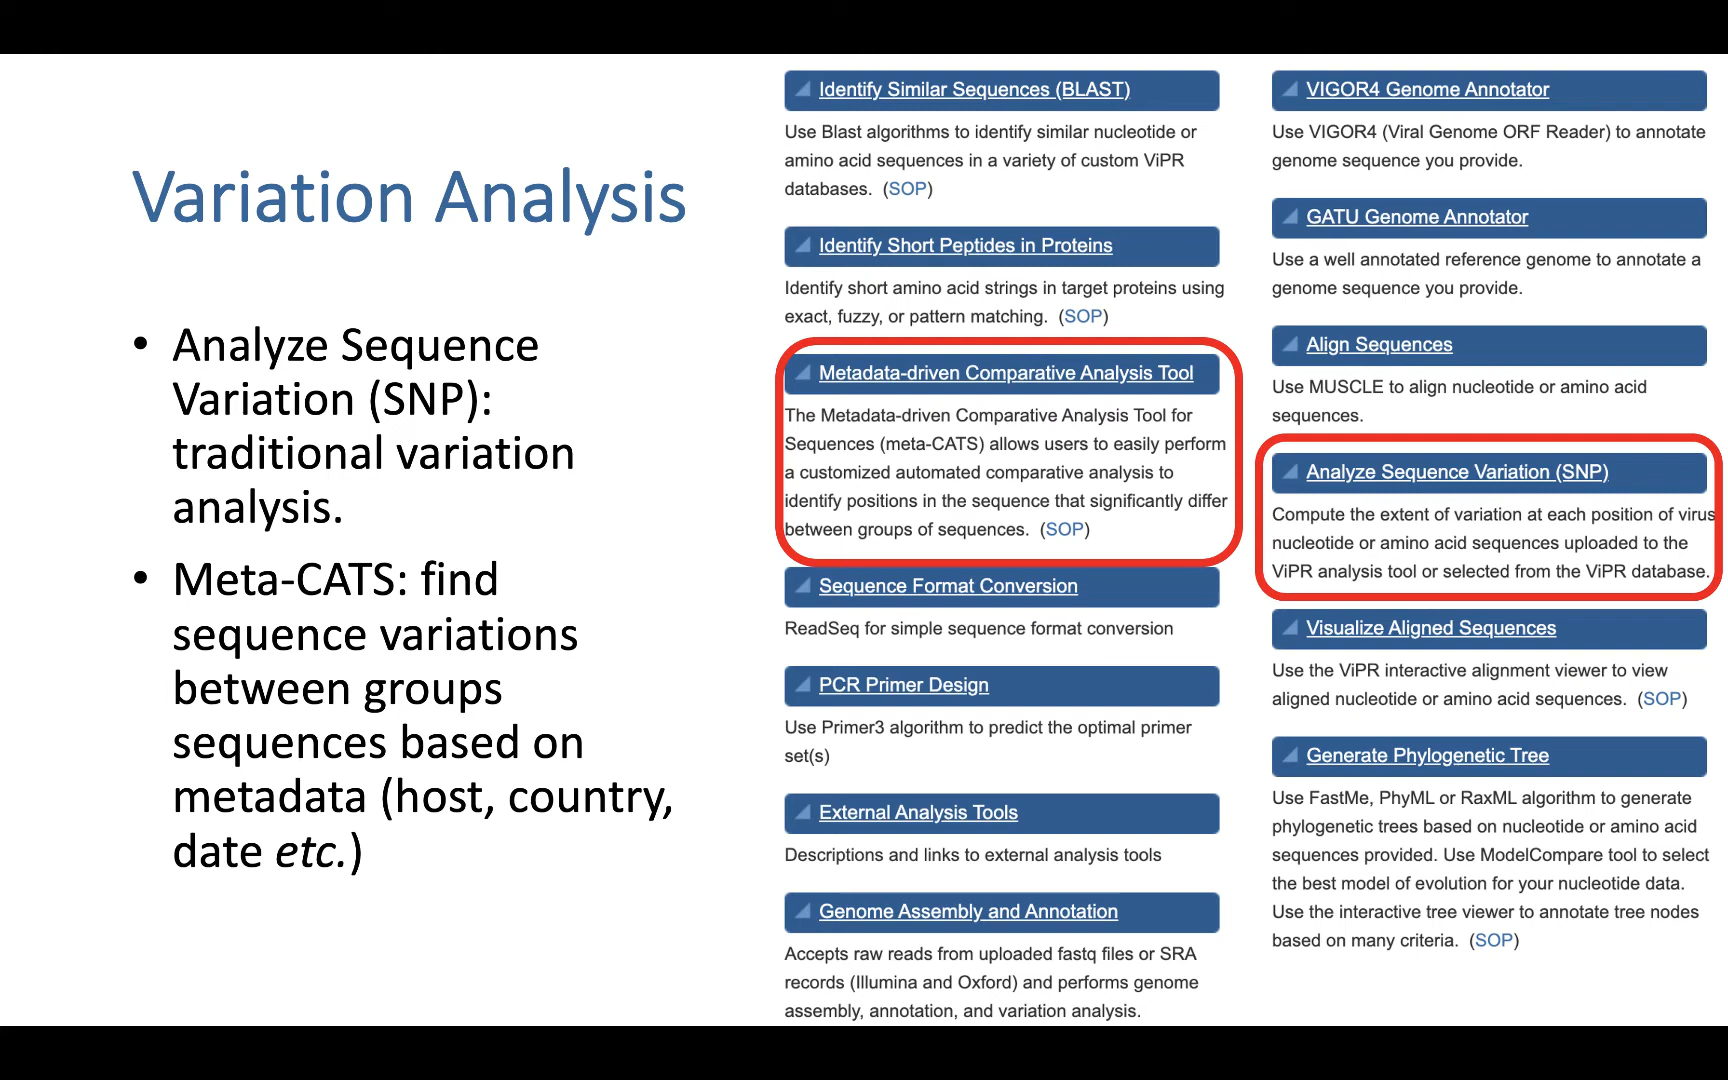 Variation Analysis
• Analyze Sequence
Variation (SNP):
traditional variation
analysis.
• Meta-CATS: find
sequence variations
between groups
sequences based on
metadata (host, country,
date etc.)
Identify Similar Sequences (BLAST)
Use Blast algorithms to identify similar nucleotide or
amino acid sequences in a variety of custom ViPR
databases. (SOP)
Identify Short Peptides in Proteins
Identify short amino acid strings in target proteins using
exact, fuzzy, or pattern matching. (SOP)
Metadata-driven Comparative Analysis Tool
The Metadata-driven Comparative Analysis Tool for
Sequences (meta-CATS) allows users to easily perform
a customized automated comparative analysis to
identify positions in the sequence that significantly differ
between groups of sequences. (SOP)
Sequence Format Conversion
ReadSeq for simple sequence format conversion
PCR Primer Design
Use Primer3 algorithm to predict the optimal primer
set(s)
External Analysis Tools
Descriptions and links to external analysis tools
Genome Assembly and Annotation
Accepts raw reads from uploaded fastq files or SRA
records (Illumina and Oxford) and performs genome
assembly, annotation, and variation analysis.
VIGOR4 Genome Annotator
Use VIGOR4 (Viral Genome ORF Reader) to annotate
genome sequence you provide.
GATU Genome Annotator
Use a well annotated reference genome to annotate a
genome sequence you provide.
Align Sequences
Use MUSCLE to align nucleotide or amino acid
sequences.
Analyze Sequence Variation (SNP)
Compute the extent of variation at each position of virus
nucleotide or amino acid sequences uploaded to the
ViPR analysis tool or selected from the ViPR database.
Visualize Aligned Sequences
Use the ViPR interactive alignment viewer to view
aligned nucleotide or amino acid sequences. (SOP)
Generate Phylogenetic Tree
Use FastMe, PhyML or RaxML algorithm to generate
phylogenetic trees based on nucleotide or amino acid
sequences provided. Use ModelCompare tool to select
the best model of evolution for your nucleotide data.
Use the interactive tree viewer to annotate tree nodes
based on many criteria. (SOP)